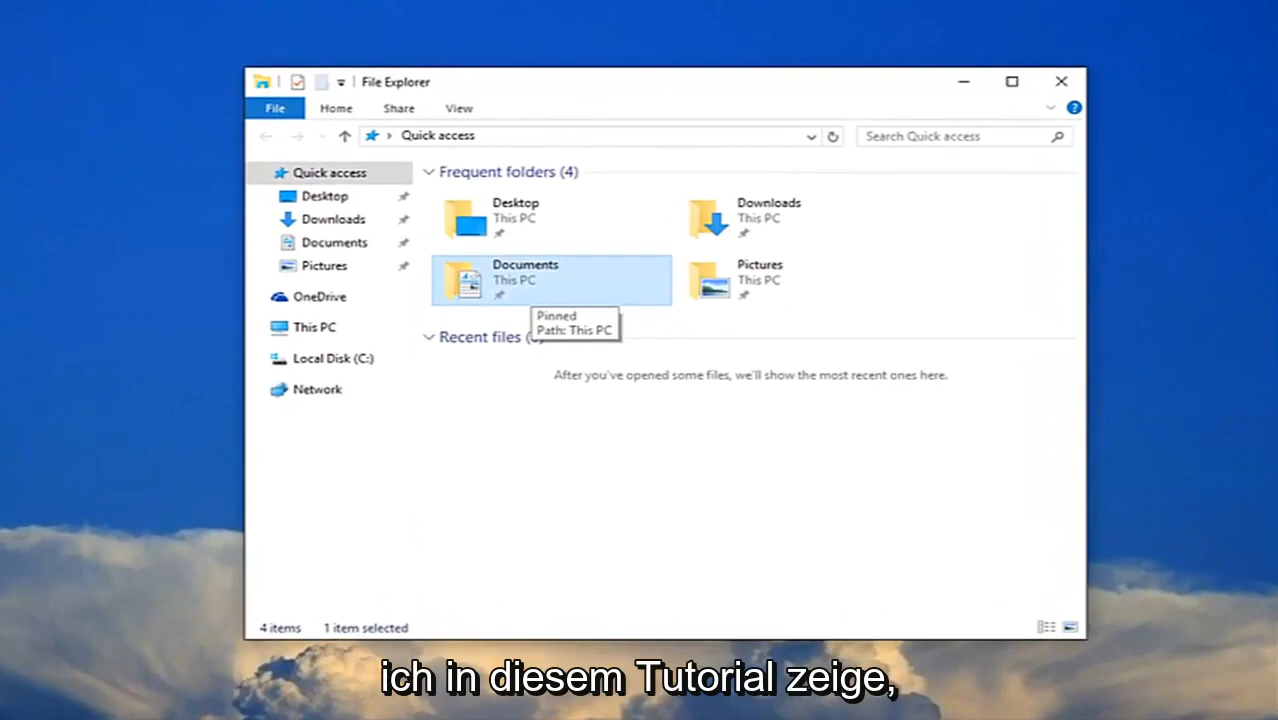 File Explorer
File Home Share View
Quick access
Search Quick access
Quick access
Desktop
Downloads
Documents
Pictures
OneDrive
This PC
Local Disk (C:)
Network
Frequent folders (4)
Desktop
This PC
Downloads
This PC
Documents
This PC
Pictures
This PC
Pinned
Path: This PC
Recent files
After you've opened some files, we'll show the most recent ones here.
4 items 1 item selected
ich in diesem Tutorial zeige,